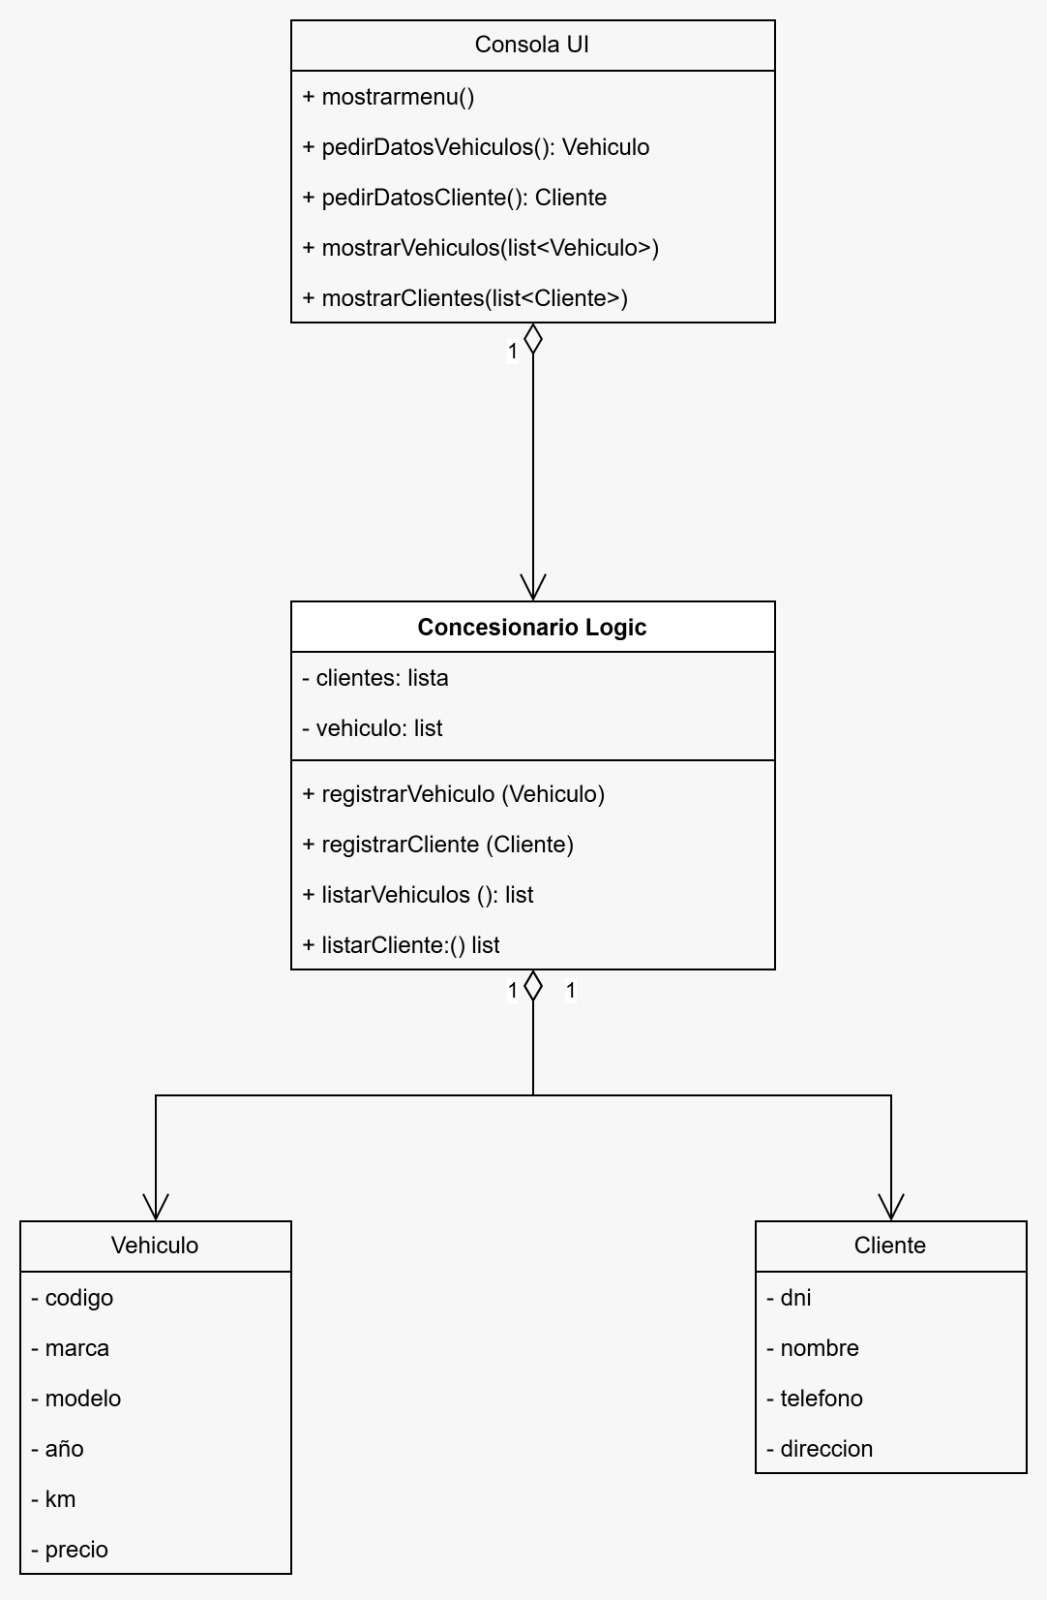 Consola UI
+ mostrarmenu()
+ pedirDatosVehiculos(): Vehiculo
+ pedirDatosCliente(): Cliente
+ mostrarVehiculos(list<Vehiculo>)
+ mostrarClientes(list<Cliente>)
1
Concesionario Logic
- clientes: lista
- vehiculo: list
+ registrarVehiculo (Vehiculo)
+ registrarCliente (Cliente)
+ listarVehiculos (): list
+ listarCliente:() list
1 1
Vehiculo
- codigo
- marca
- modelo
- año
- km
- precio
Cliente
- dni
- nombre
- telefono
- direccion